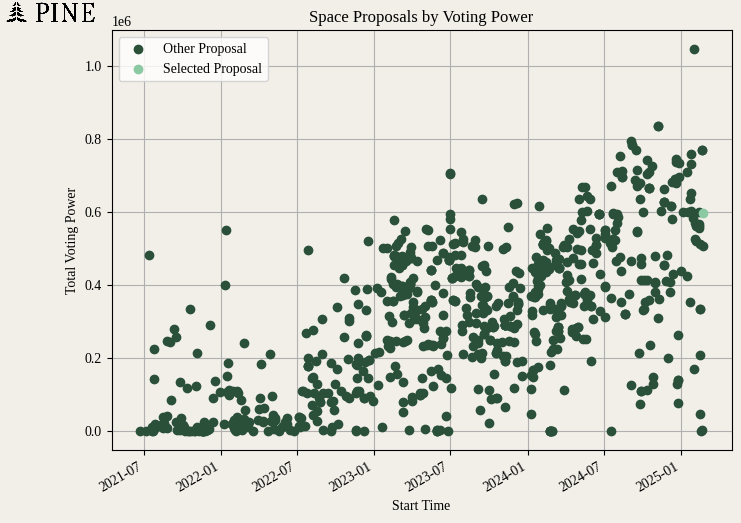 PINE
Space Proposals by Voting Power
1e6
Other Proposal
Selected Proposal
1.0
0.8
0.6
0.4
0.2
0.0
Total Voting Power
2021-07
2022-01
2022-07
2023-01
2023-07
2024-01
2024-07
2025-01
Start Time